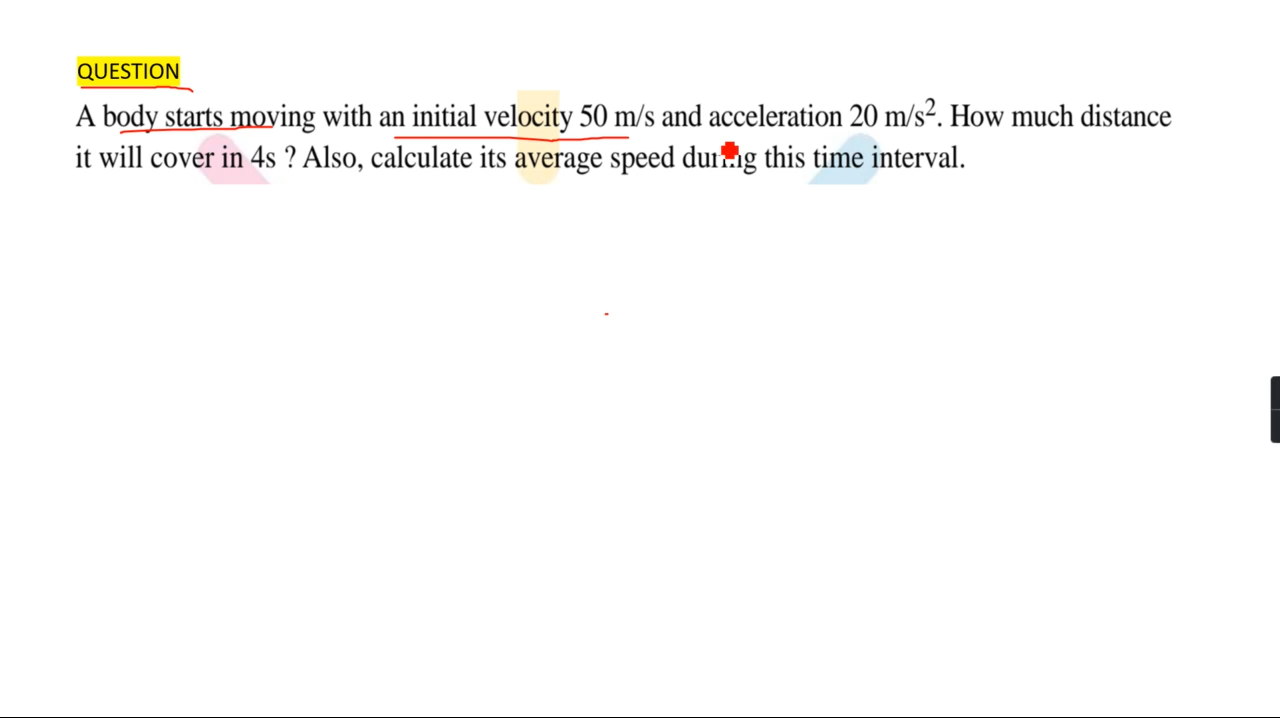 QUESTION
A body starts moving with an initial velocity 50 m/s and acceleration 20 m/s². How much distance
it will cover in 4s ? Also, calculate its average speed during this time interval.